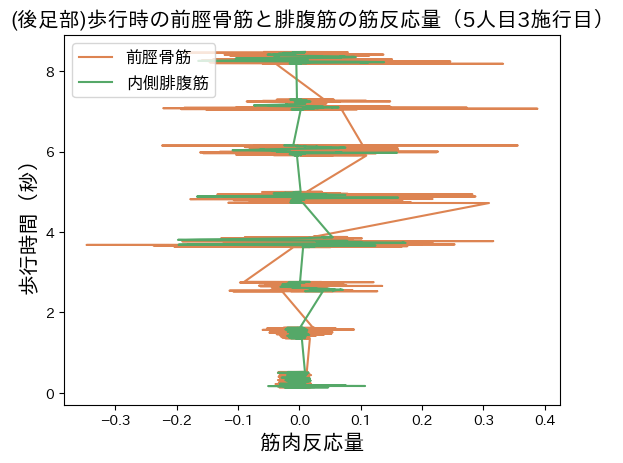 (後足部)歩行時の前脛骨筋と腓腹筋の筋反応量（5人目3施行目）
前脛骨筋
内側腓腹筋
歩行時間（秒）
8
6
4
2
0
−0.3 −0.2 −0.1 0.0 0.1 0.2 0.3 0.4
筋肉反応量